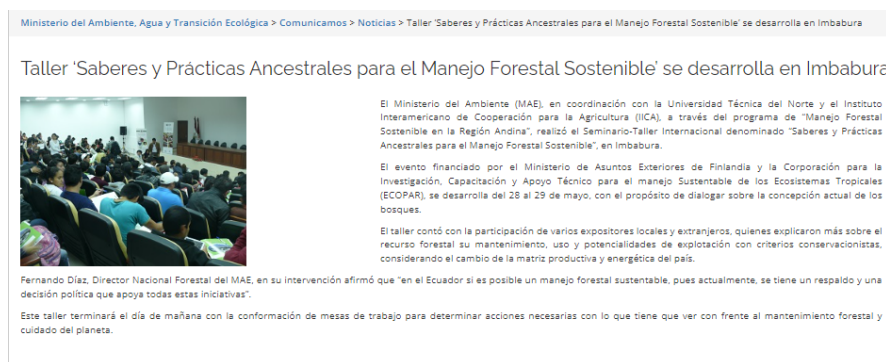 Ministerio del Ambiente, Agua y Transición Ecológica > Comunicamos > Noticias > Taller ‘Saberes y Prácticas Ancestrales para el Manejo Forestal Sostenible’ se desarrolla en Imbabura
Taller ‘Saberes y Prácticas Ancestrales para el Manejo Forestal Sostenible’ se desarrolla en Imbabura
El Ministerio del Ambiente (MAE), en coordinación con la Universidad Técnica del Norte y el Instituto
Interamericano de Cooperación para la Agricultura (IICA), a través del programa de “Manejo Forestal
Sostenible en la Región Andina”, realizó el Seminario-Taller Internacional denominado “Saberes y Prácticas
Ancestrales para el Manejo Forestal Sostenible”, en Imbabura.
El evento financiado por el Ministerio de Asuntos Exteriores de Finlandia y la Corporación para la
Investigación, Capacitación y Apoyo Técnico para el manejo Sustentable de los Ecosistemas Tropicales
(ECOPAR), se desarrolla del 28 al 29 de mayo, con el propósito de dialogar sobre la concepción actual de los
bosques.
El taller contó con la participación de varios expositores locales y extranjeros, quienes explicaron más sobre el
recurso forestal su mantenimiento, uso y potencialidades de explotación con criterios conservacionistas,
considerando el cambio de la matriz productiva y energética del país.
Fernando Díaz, Director Nacional Forestal del MAE, en su intervención afirmó que “en el Ecuador si es posible un manejo forestal sustentable, pues actualmente, se tiene un respaldo y una
decisión política que apoya todas estas iniciativas”.
Este taller terminará el día de mañana con la conformación de mesas de trabajo para determinar acciones necesarias con lo que tiene que ver con frente al mantenimiento forestal y
cuidado del planeta.